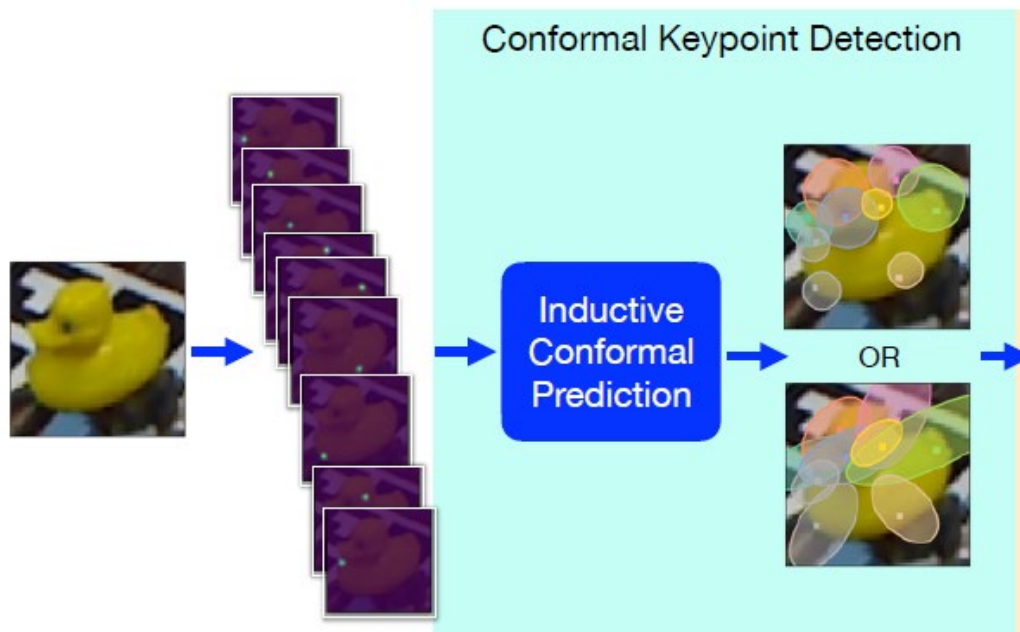 Conformal Keypoint Detection
Inductive
Conformal
Prediction
OR